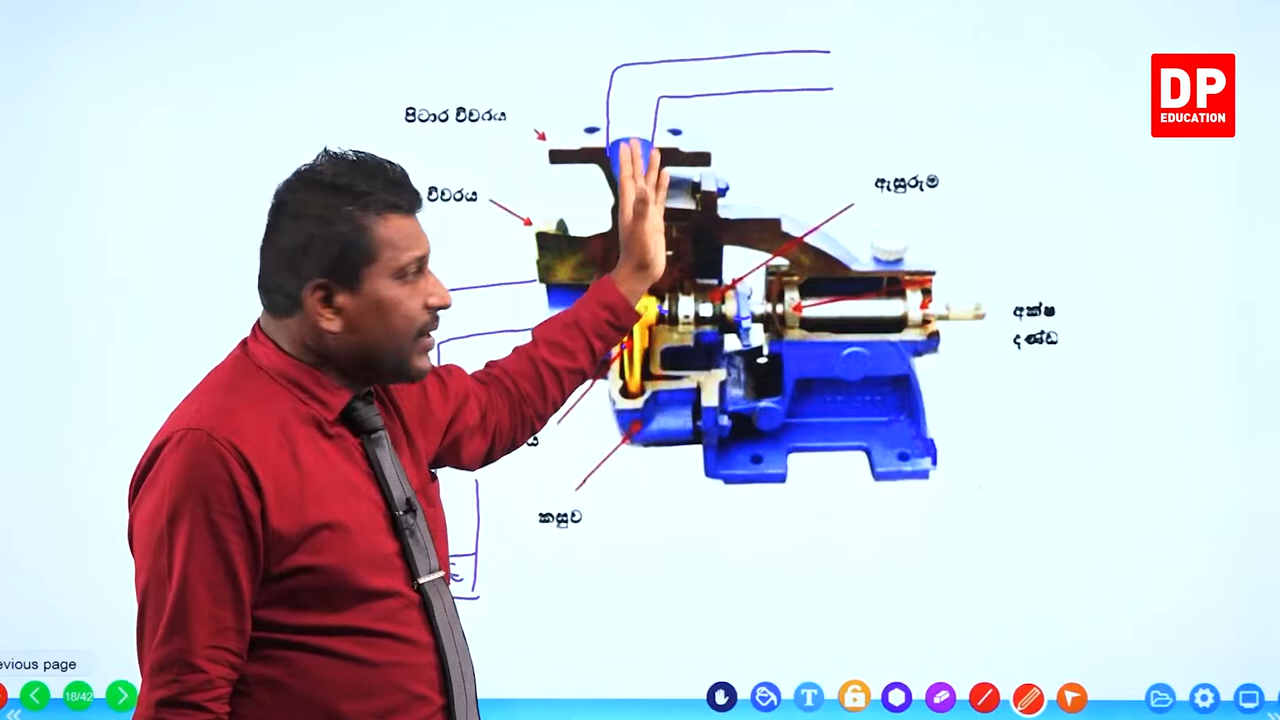 පිටාර විවරය
DP
EDUCATION
විවරය
ඇසුරුම
අක්ෂ
දණ්ඩ
ය
කසුව
evious page
18/42
T